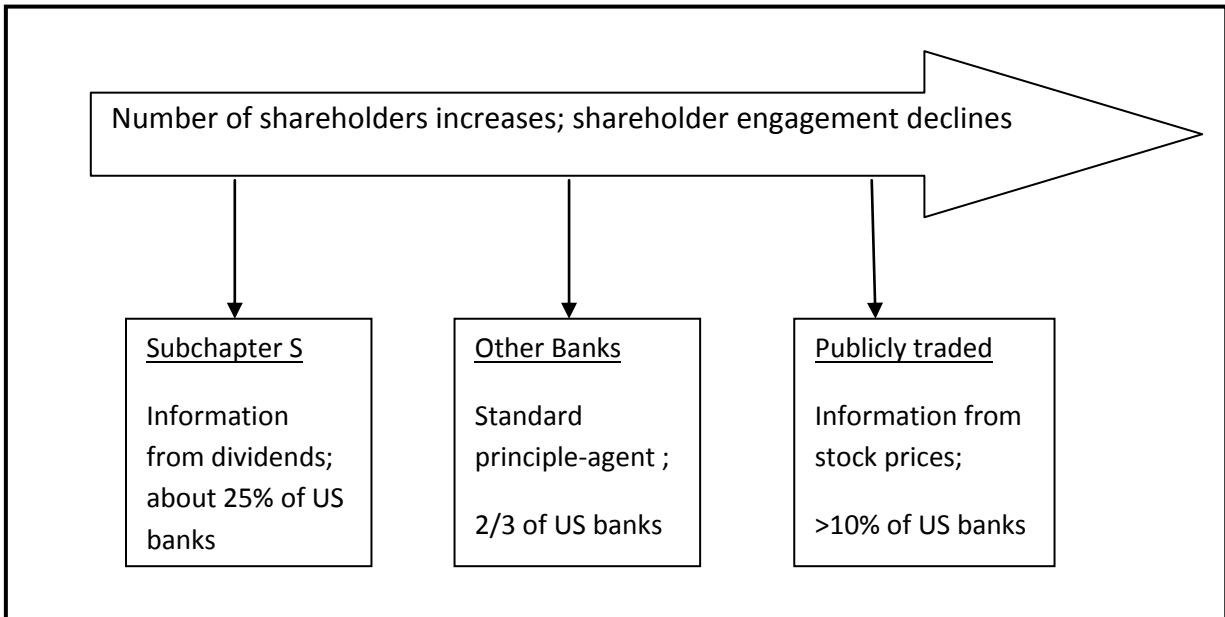 Number of shareholders increases; shareholder engagement declines
Subchapter S
Information
from dividends;
about 25% of US
banks
Other Banks
Standard
principle-agent ;
2/3 of US banks
Publicly traded
Information from
stock prices;
>10% of US banks